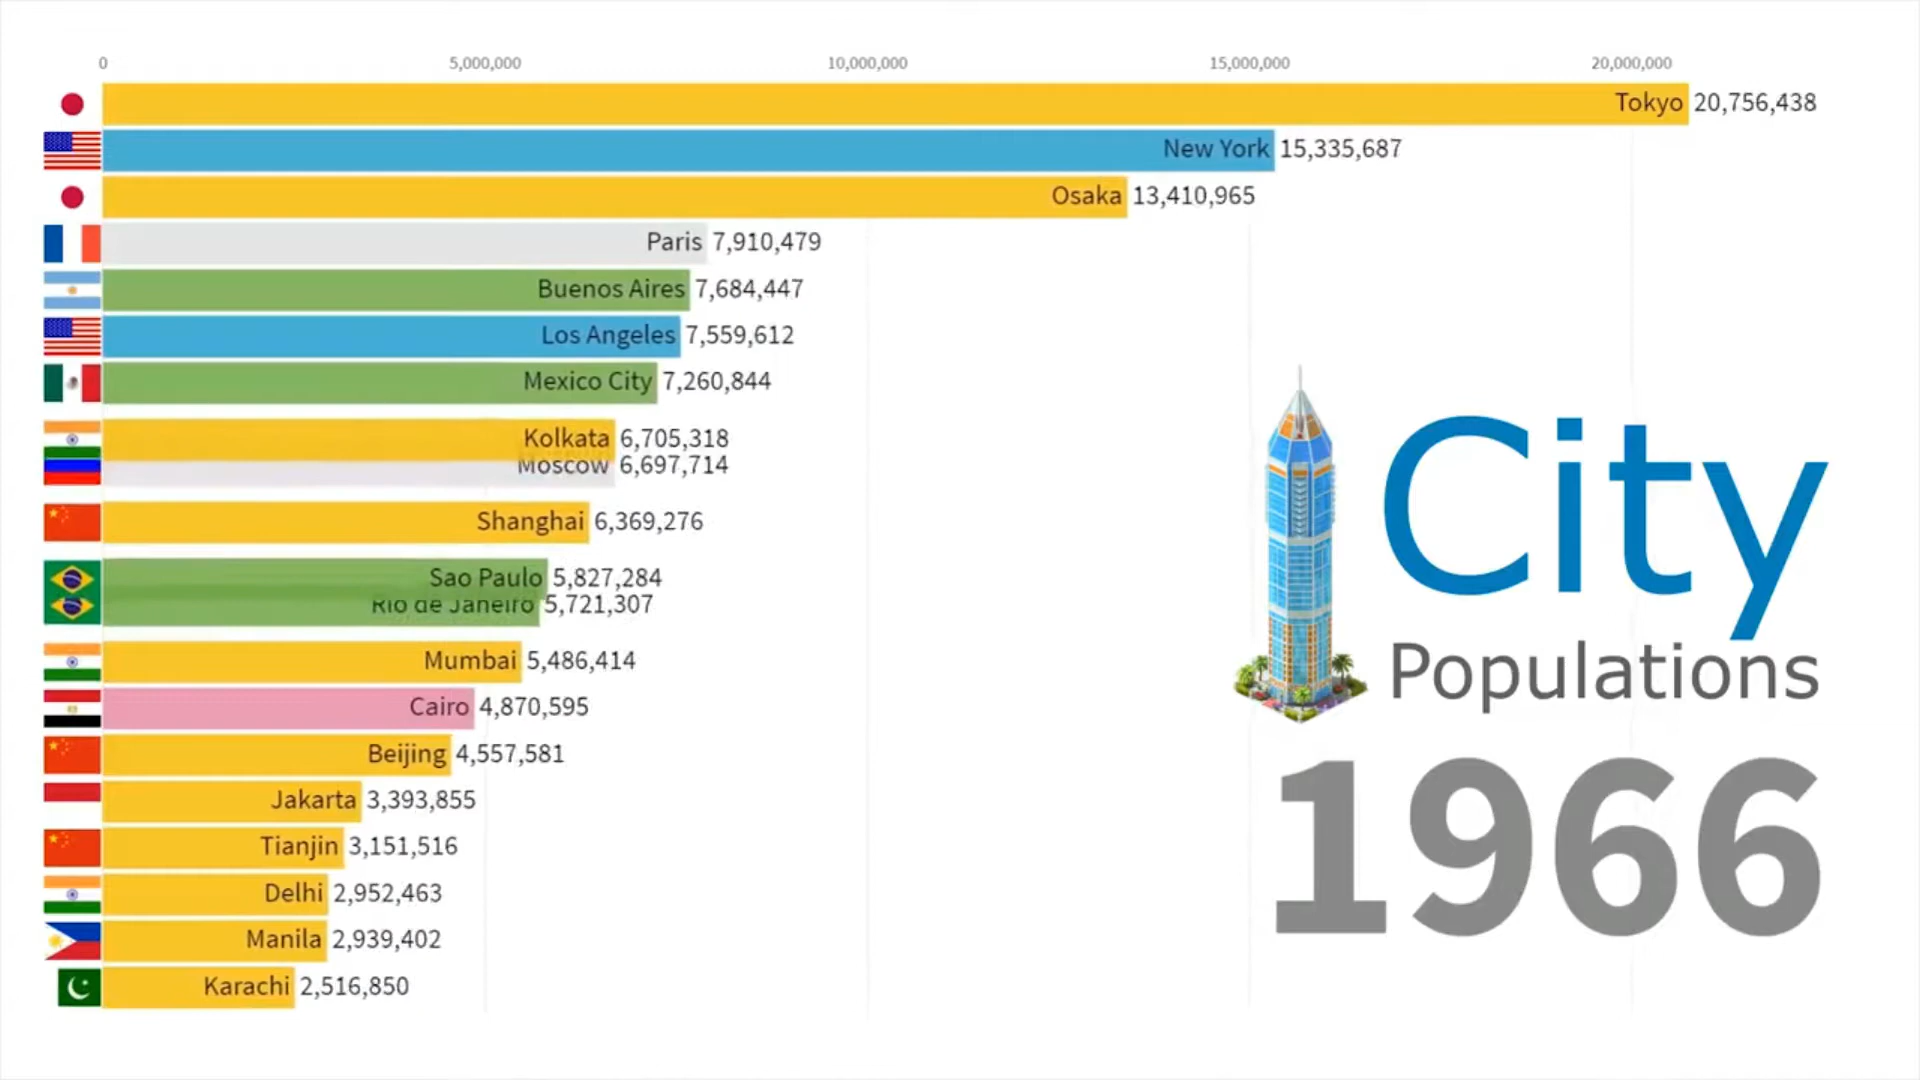 0 5,000,000 10,000,000 15,000,000 20,000,000
Tokyo 20,756,438
New York 15,335,687
Osaka 13,410,965
Paris 7,910,479
Buenos Aires 7,684,447
Los Angeles 7,559,612
Mexico City 7,260,844
Kolkata 6,705,318
Moscow 6,697,714
Shanghai 6,369,276
Sao Paulo 5,827,284
Rio de Janeiro 5,721,307
Mumbai 5,486,414
Cairo 4,870,595
Beijing 4,557,581
Jakarta 3,393,855
Tianjin 3,151,516
Delhi 2,952,463
Manila 2,939,402
Karachi 2,516,850
City
Populations
1966